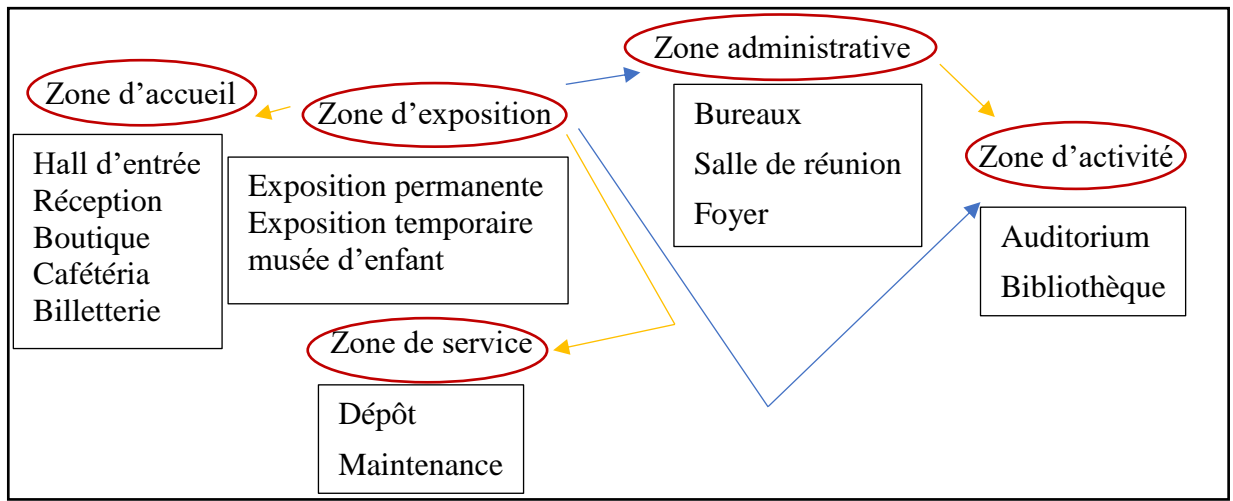 Zone d’accueil
Hall d’entrée
Réception
Boutique
Cafétéria
Billetterie
Zone d’exposition
Exposition permanente
Exposition temporaire
musée d’enfant
Zone de service
Dépôt
Maintenance
Zone administrative
Bureaux
Salle de réunion
Foyer
Zone d’activité
Auditorium
Bibliothèque